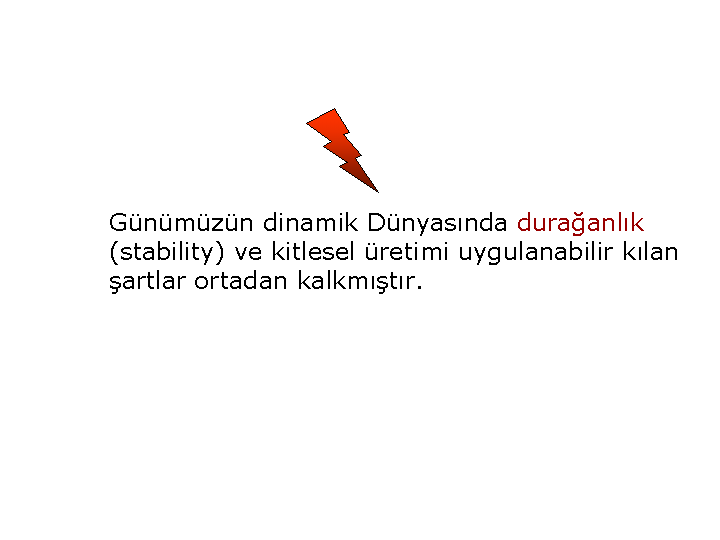 Günümüzün dinamik Dünyasında durağanlık
(stability) ve kitlesel üretimi uygulanabilir kılan
şartlar ortadan kalkmıştır.